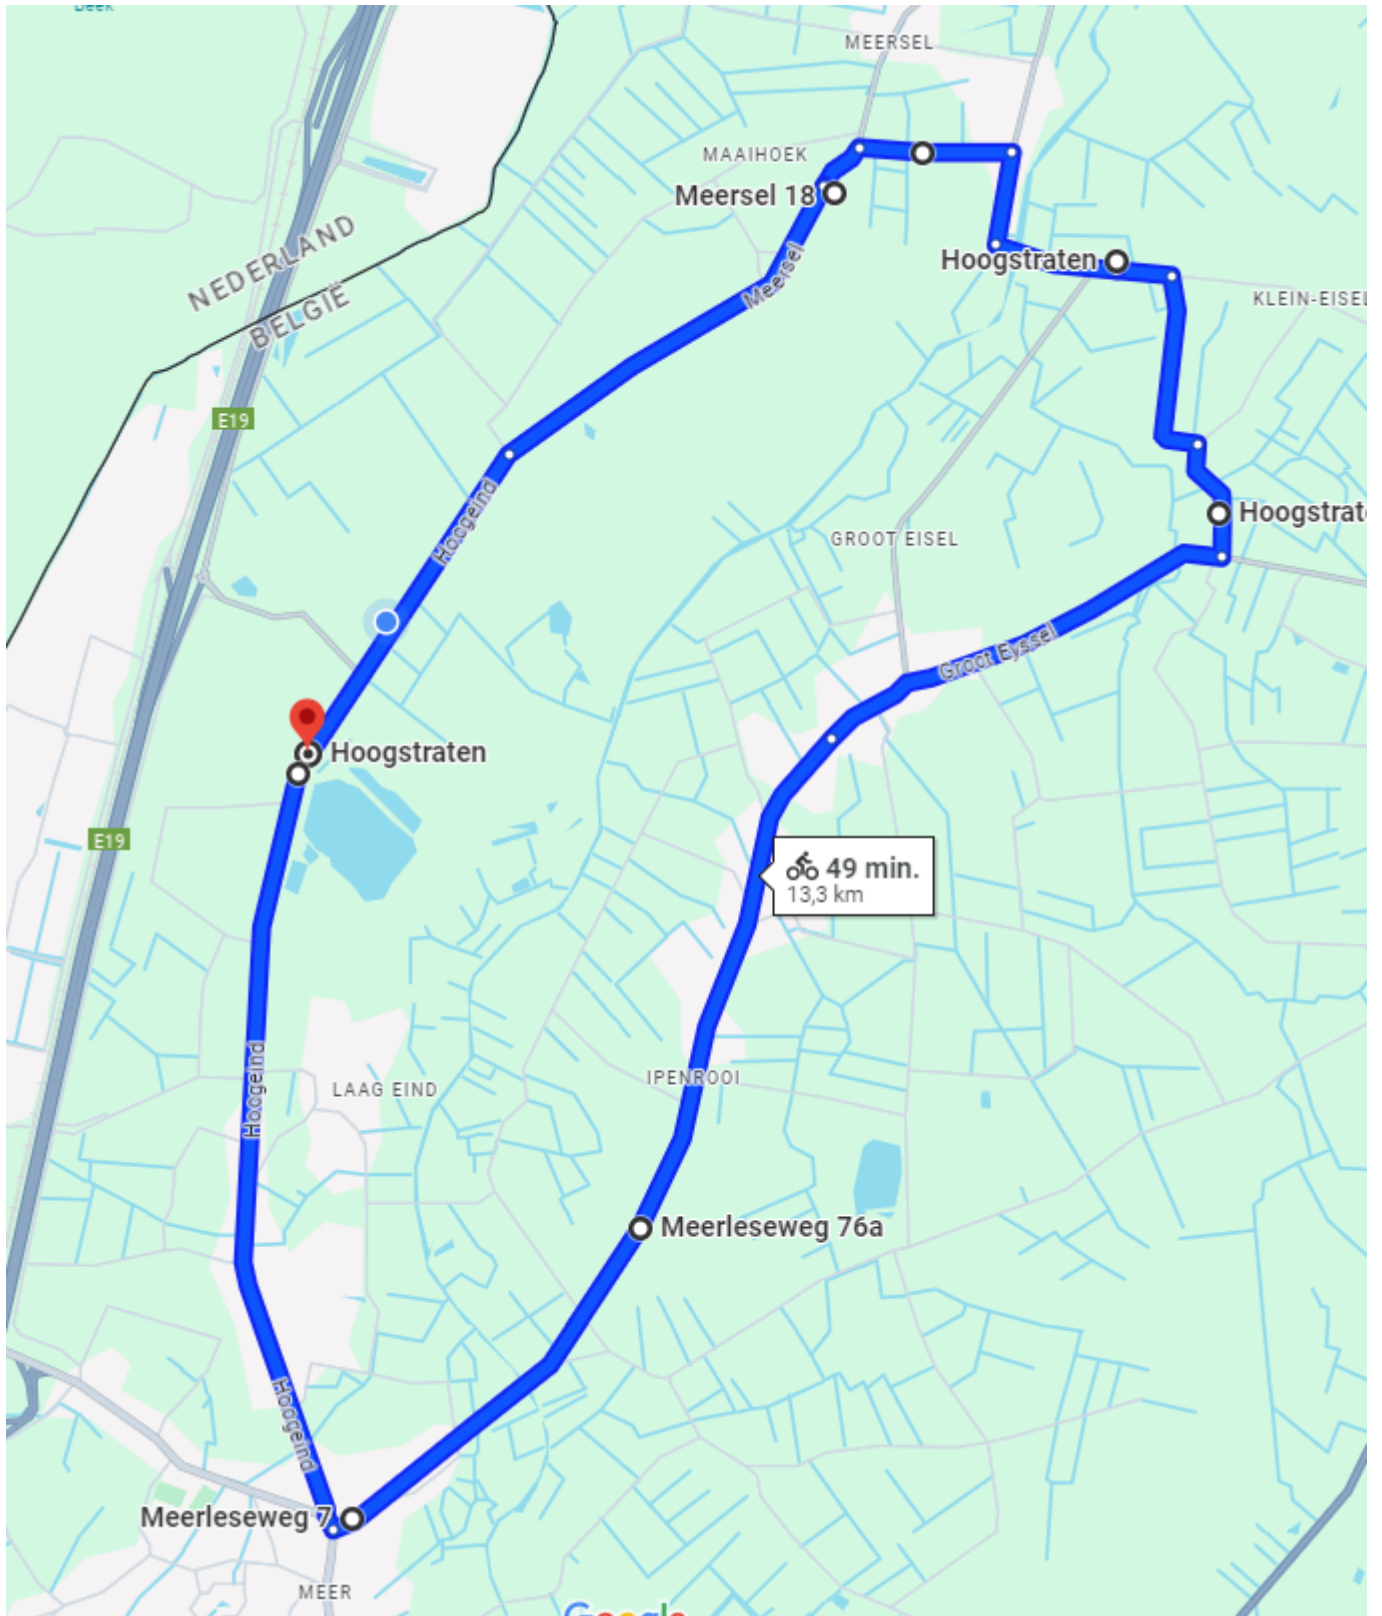 MEERSEL
MAAIHOEK
Meersel 18
NEDERLAND
BELGIË
Hoogstraten
KLEIN-EISEL
Meersel
E19
Hoogeind
Hoogstrat
GROOT EISEL
Groot Eyssel
Hoogstraten
E19
49 min.
13,3 km
Hoogeind
LAAG EIND
IPENROOI
Meerleseweg 76a
Hoogeind
Meerleseweg 7
MEER
Google